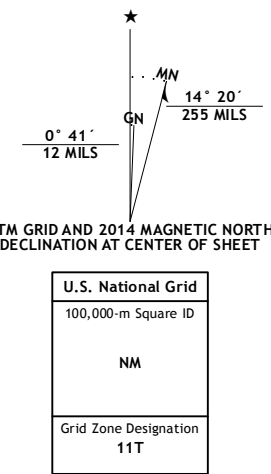 ★
MN
GN
14° 20´
255 MILS
0° 41´
12 MILS
TM GRID AND 2014 MAGNETIC NORTH
DECLINATION AT CENTER OF SHEET
U.S. National Grid
100,000-m Square ID
NM
Grid Zone Designation
11T